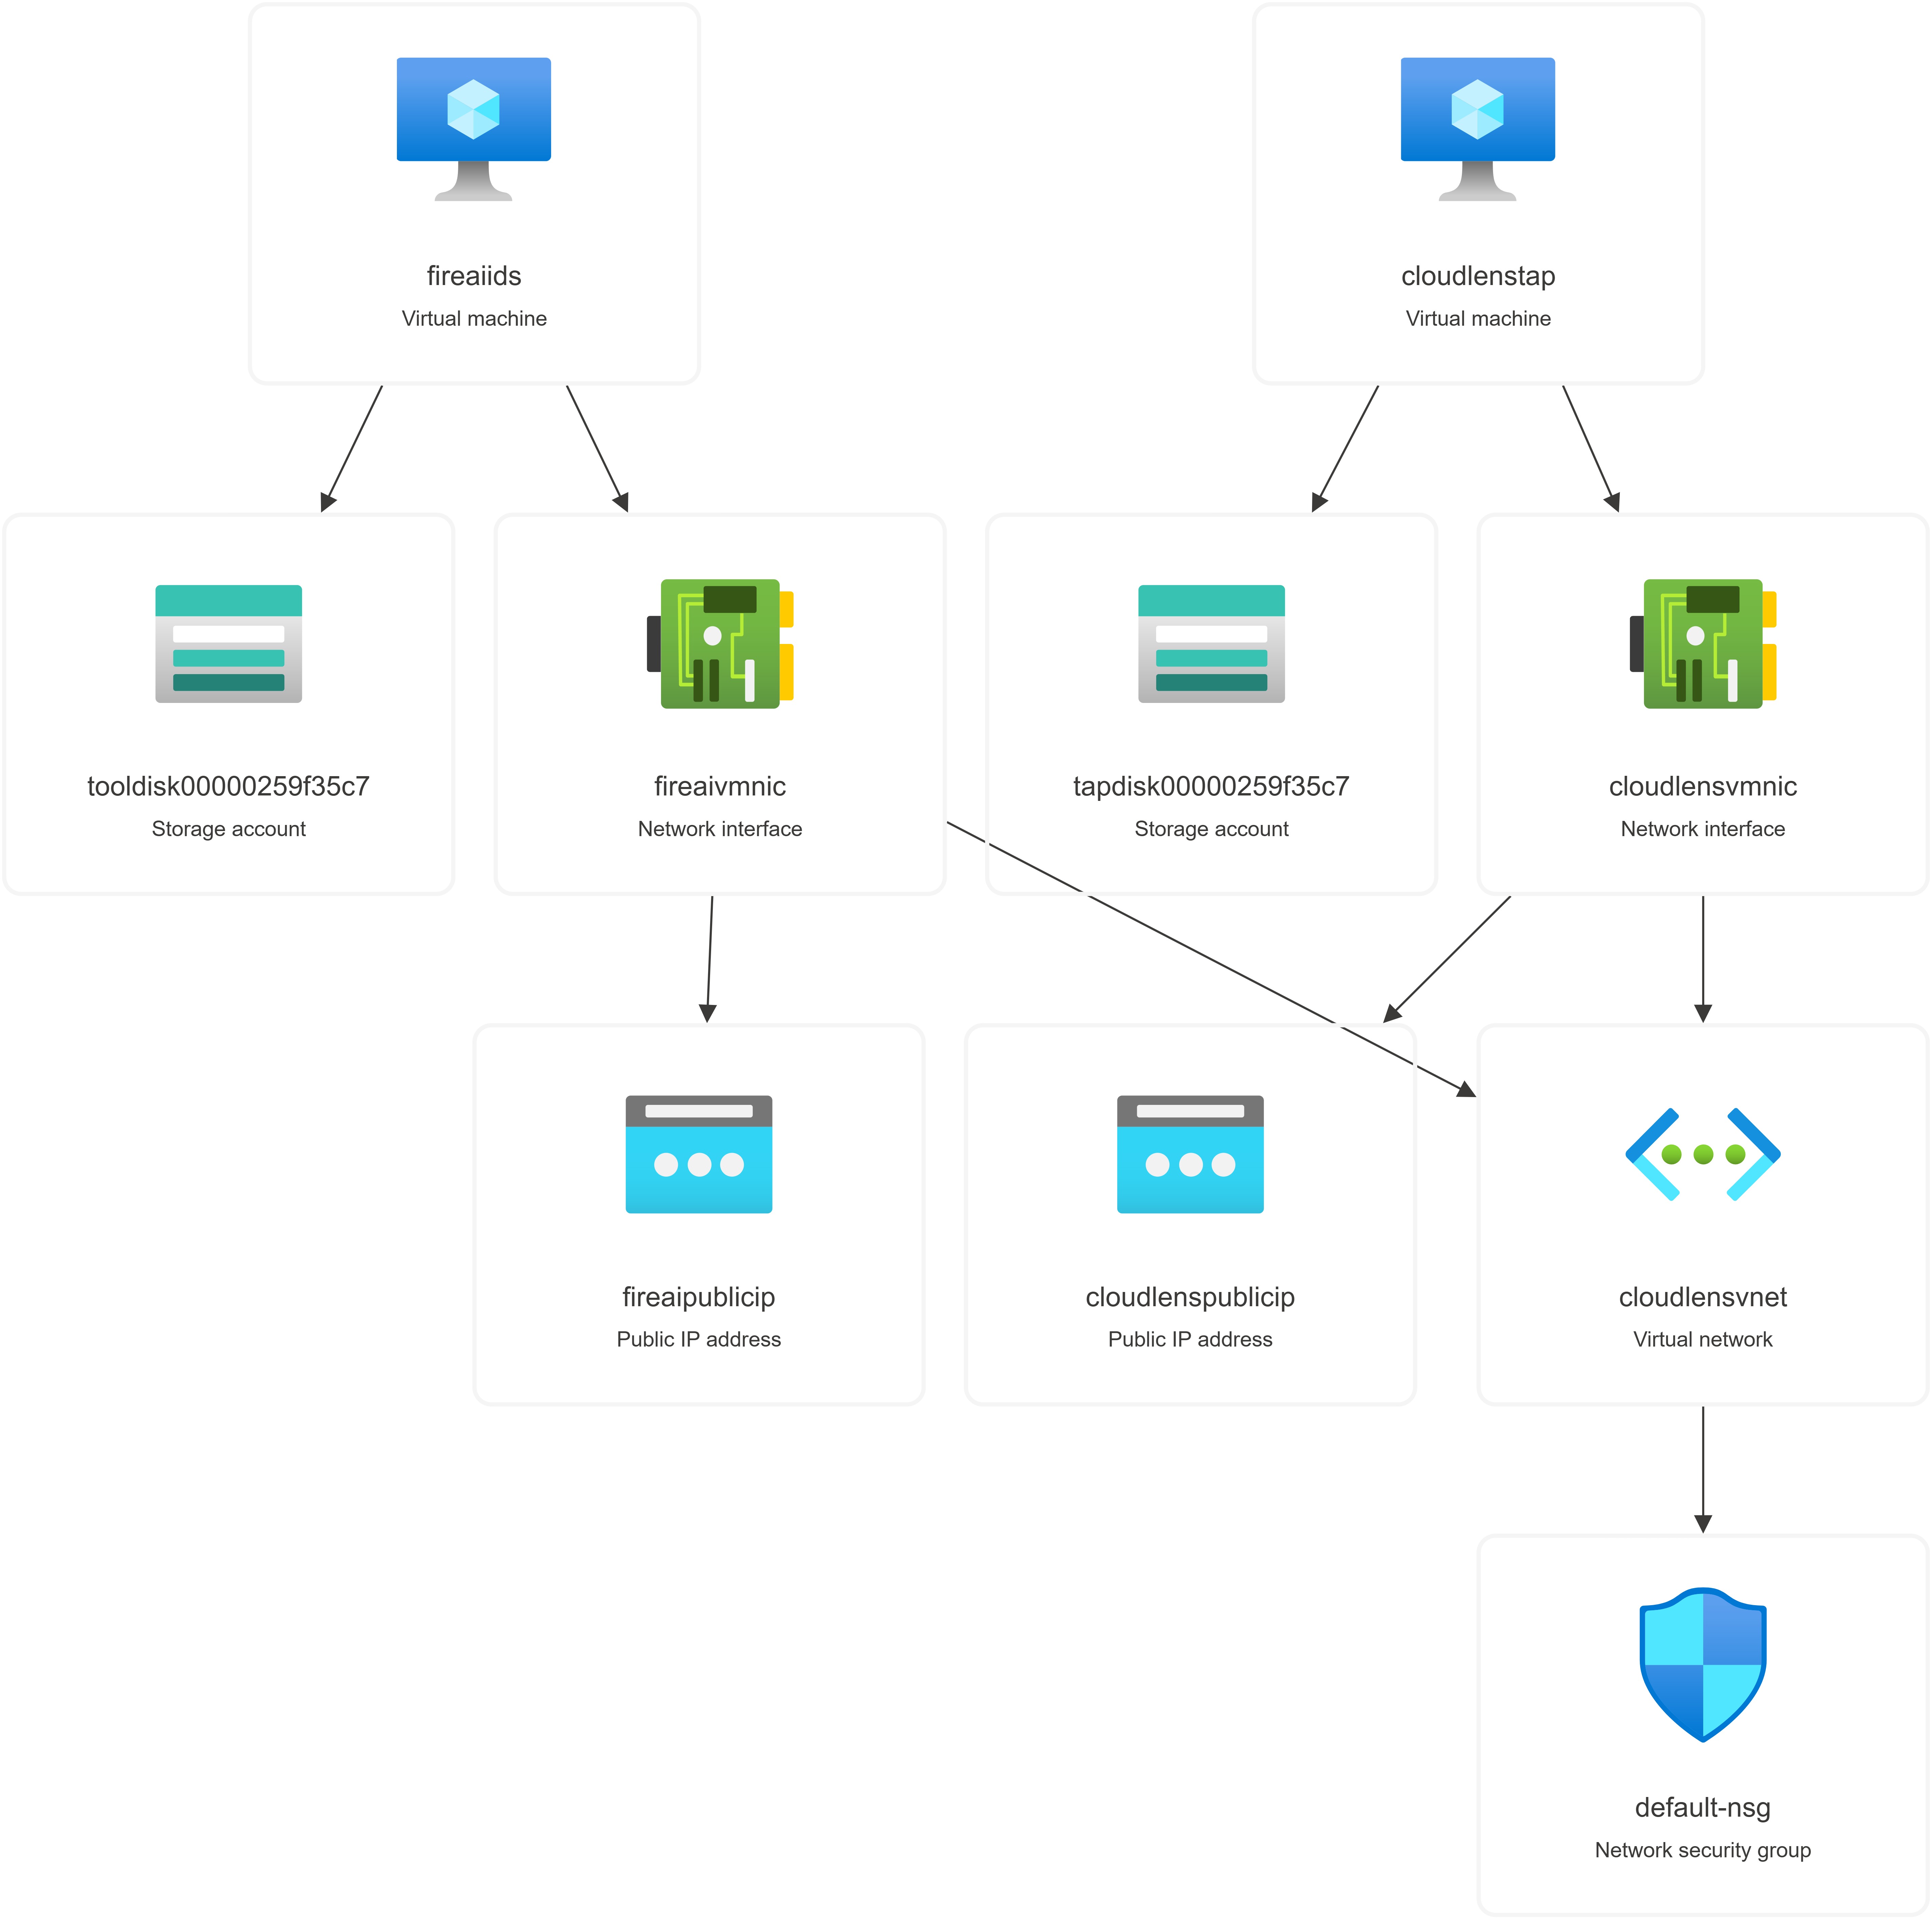 fireaiids
Virtual machine
cloudlenstap
Virtual machine
tooldisk00000259f35c7
Storage account
fireaivmnic
Network interface
tapdisk00000259f35c7
Storage account
cloudlensvmnic
Network interface
fireaipublicip
Public IP address
cloudlenspublicip
Public IP address
cloudlensvnet
Virtual network
default-nsg
Network security group